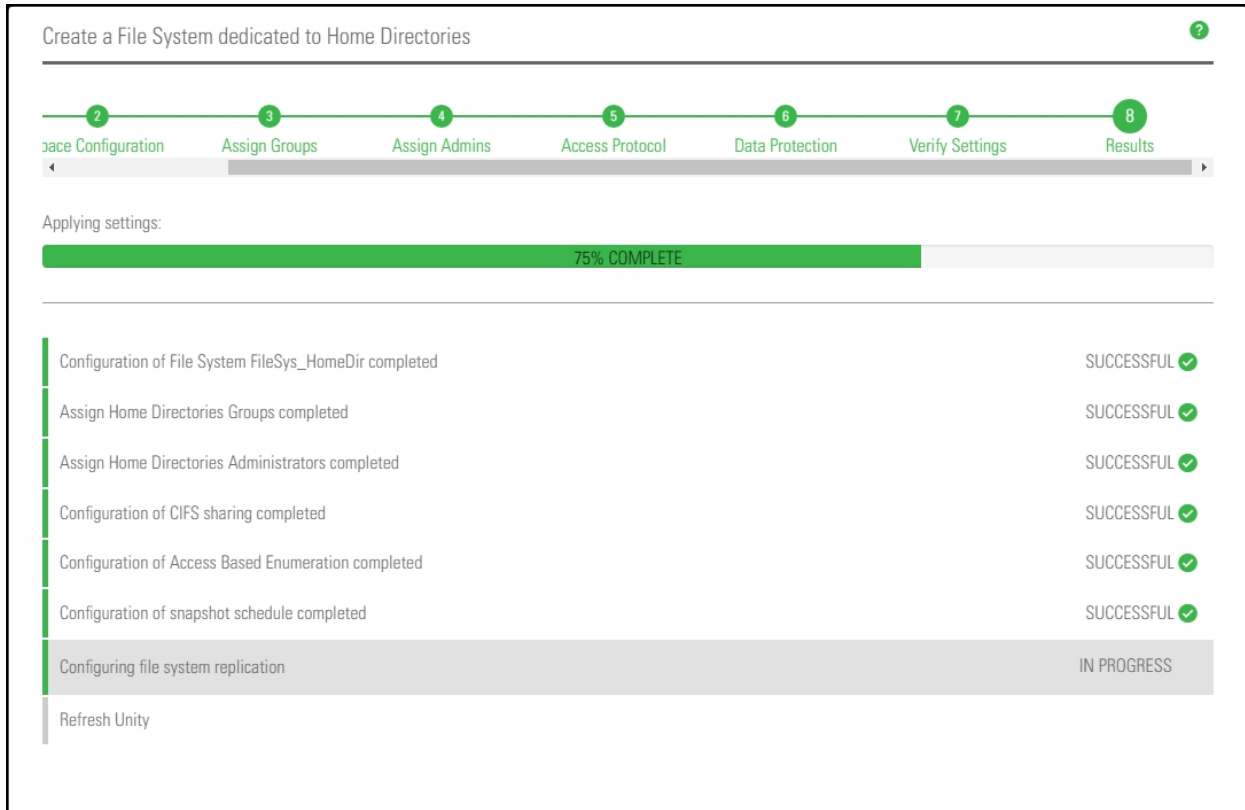 Create a File System dedicated to Home Directories
?
2 3 4 5 6 7 8
pace Configuration Assign Groups Assign Admins Access Protocol Data Protection Verify Settings Results
Applying settings:
75% COMPLETE
Configuration of File System FileSys_HomeDir completed SUCCESSFUL
Assign Home Directories Groups completed SUCCESSFUL
Assign Home Directories Administrators completed SUCCESSFUL
Configuration of CIFS sharing completed SUCCESSFUL
Configuration of Access Based Enumeration completed SUCCESSFUL
Configuration of snapshot schedule completed SUCCESSFUL
Configuring file system replication IN PROGRESS
Refresh Unity